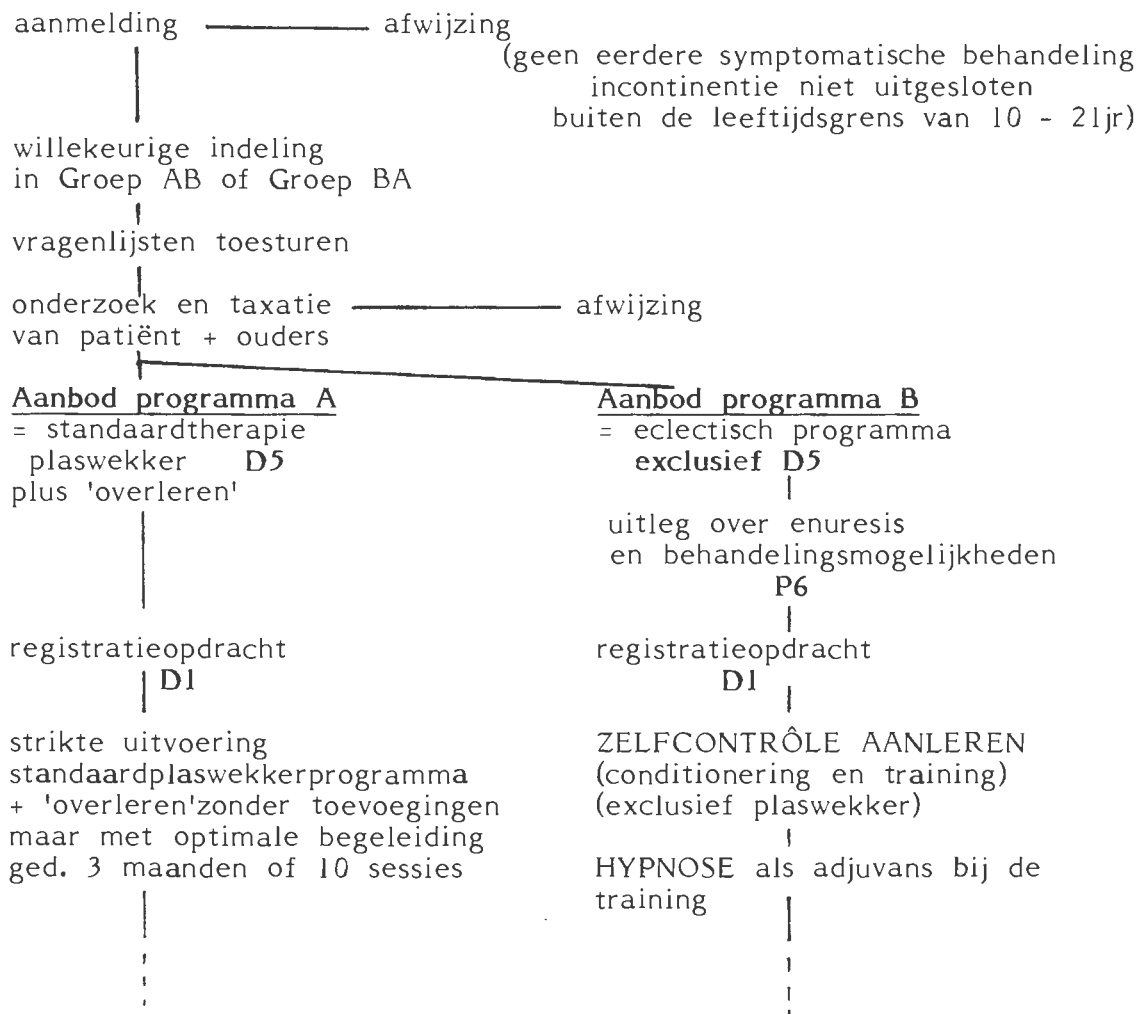 aanmelding afwijzing
(geen eerdere symptomatische behandeling
incontinentie niet uitgesloten
buiten de leeftijdsgrens van 10 - 21jr)
willekeurige indeling
in Groep AB of Groep BA
vragenlijsten toesturen
onderzoek en taxatie afwijzing
van patiënt + ouders
Aanbod programma A
= standaardtherapie
plaswekker D5
plus 'overleren'
registratieopdracht
D1
strikte uitvoering
standaardplaswekkerprogramma
+ 'overleren'zonder toevoegingen
maar met optimale begeleiding
ged. 3 maanden of 10 sessies
Aanbod programma B
= eclectisch programma
exclusief D5
uitleg over enuresis
en behandelingsmogelijkheden
P6
registratieopdracht
D1
ZELFCONTRÔLE AANLEREN
(conditionering en training)
(exclusief plaswekker)
HYPNOSE als adjuvans bij de
training